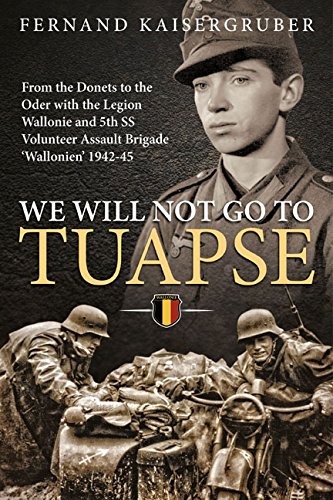 FERNAND KAISERGRUBER
From the Donets to the
Oder with the Legion
Wallonie and 5th SS
Volunteer Assault Brigade
‘Wallonien’ 1942-45
WE WILL NOT GO TO
TUAPSE
WALLONIE